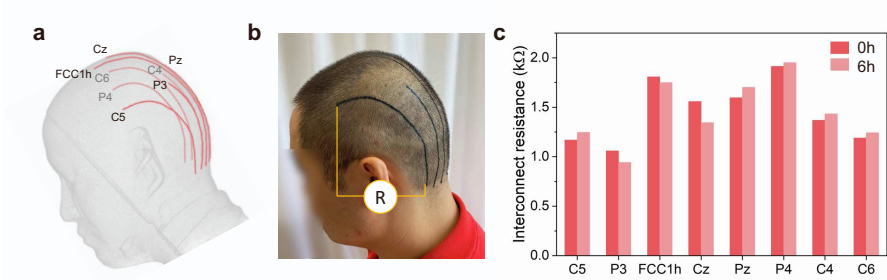 a
Cz
Pz
FCC1h
C4
C6
P3
P4
C5
b
R
c
Interconnect resistance (kΩ)
2.0
1.5
1.0
0.5
0.0
0h
6h
C5 P3 FCC1h Cz Pz P4 C4 C6